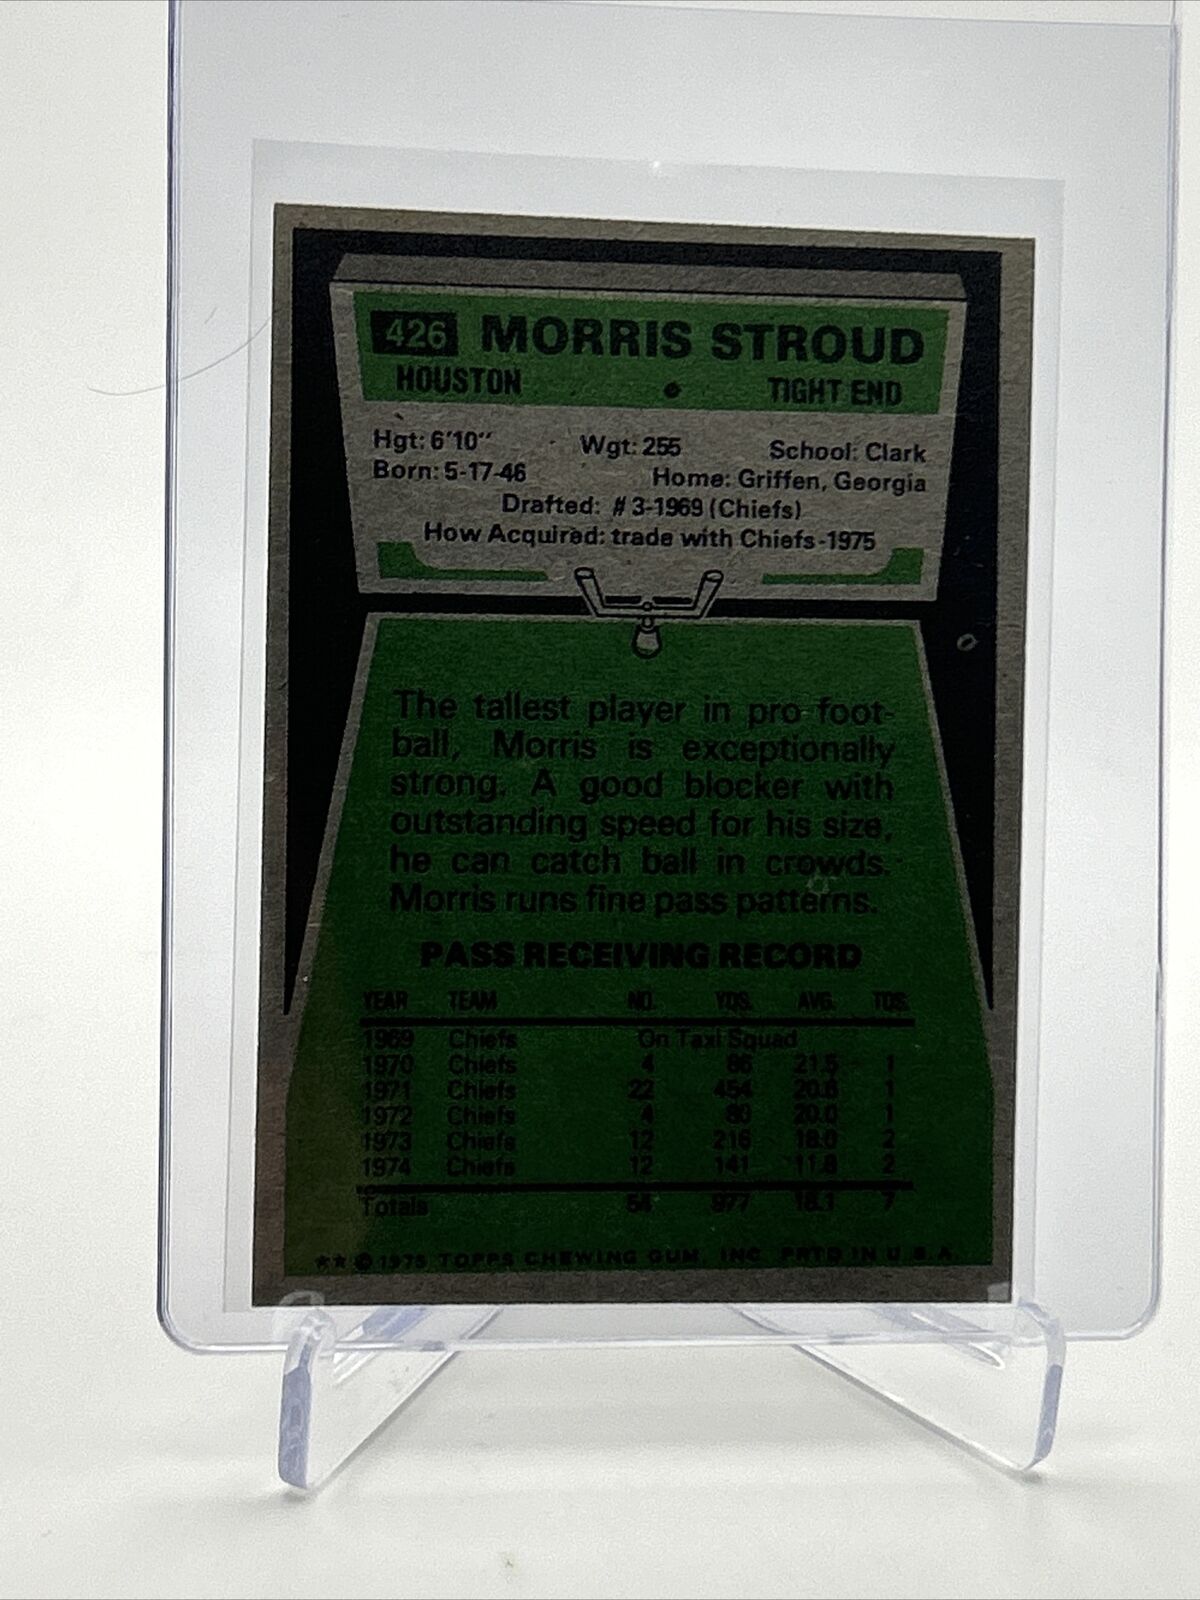 426 MORRIS STROUD
HOUSTON • TIGHT END
Hgt: 6'10" Wgt: 255 School: Clark
Born: 5-17-46 Home: Griffen, Georgia
Drafted: #3-1969 (Chiefs)
How Acquired: trade with Chiefs-1975
The tallest player in pro foot-
ball, Morris is exceptionally
strong. A good blocker with
outstanding speed for his size,
he can catch ball in crowds.
Morris runs fine pass patterns.
PASS RECEIVING RECORD
YEAR TEAM NO. YDS. AVG. TDS.
1969 Chiefs On Taxi Squad
1970 Chiefs 4 86 21.5 1
1971 Chiefs 22 454 20.6 1
1972 Chiefs 4 80 20.0 1
1973 Chiefs 12 216 18.0 2
1974 Chiefs 12 141 11.8 2
Totals 54 977 18.1 7
★★ © 1975 TOPPS CHEWING GUM, INC. PRTD IN U.S.A.